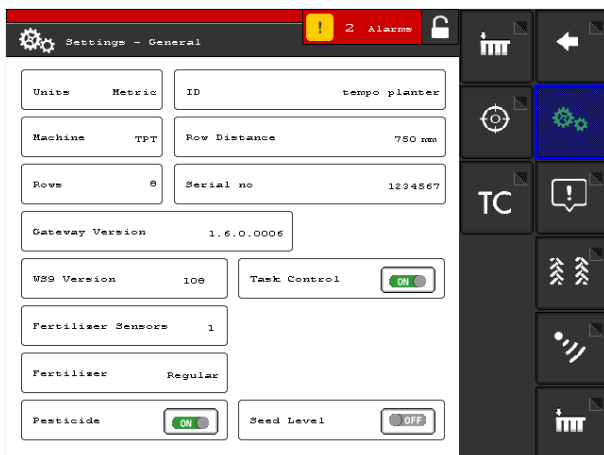 2 Alarms
Settings - General
Units Metric
ID tempo planter
Machine TPT
Row Distance 750 mm
Rows 8
Serial no 1234567
Gateway Version 1.6.0.0006
WS9 Version 108
Task Control ON
Fertilizer Sensors 1
Fertilizer Regular
Pesticide ON
Seed Level OFF
TC